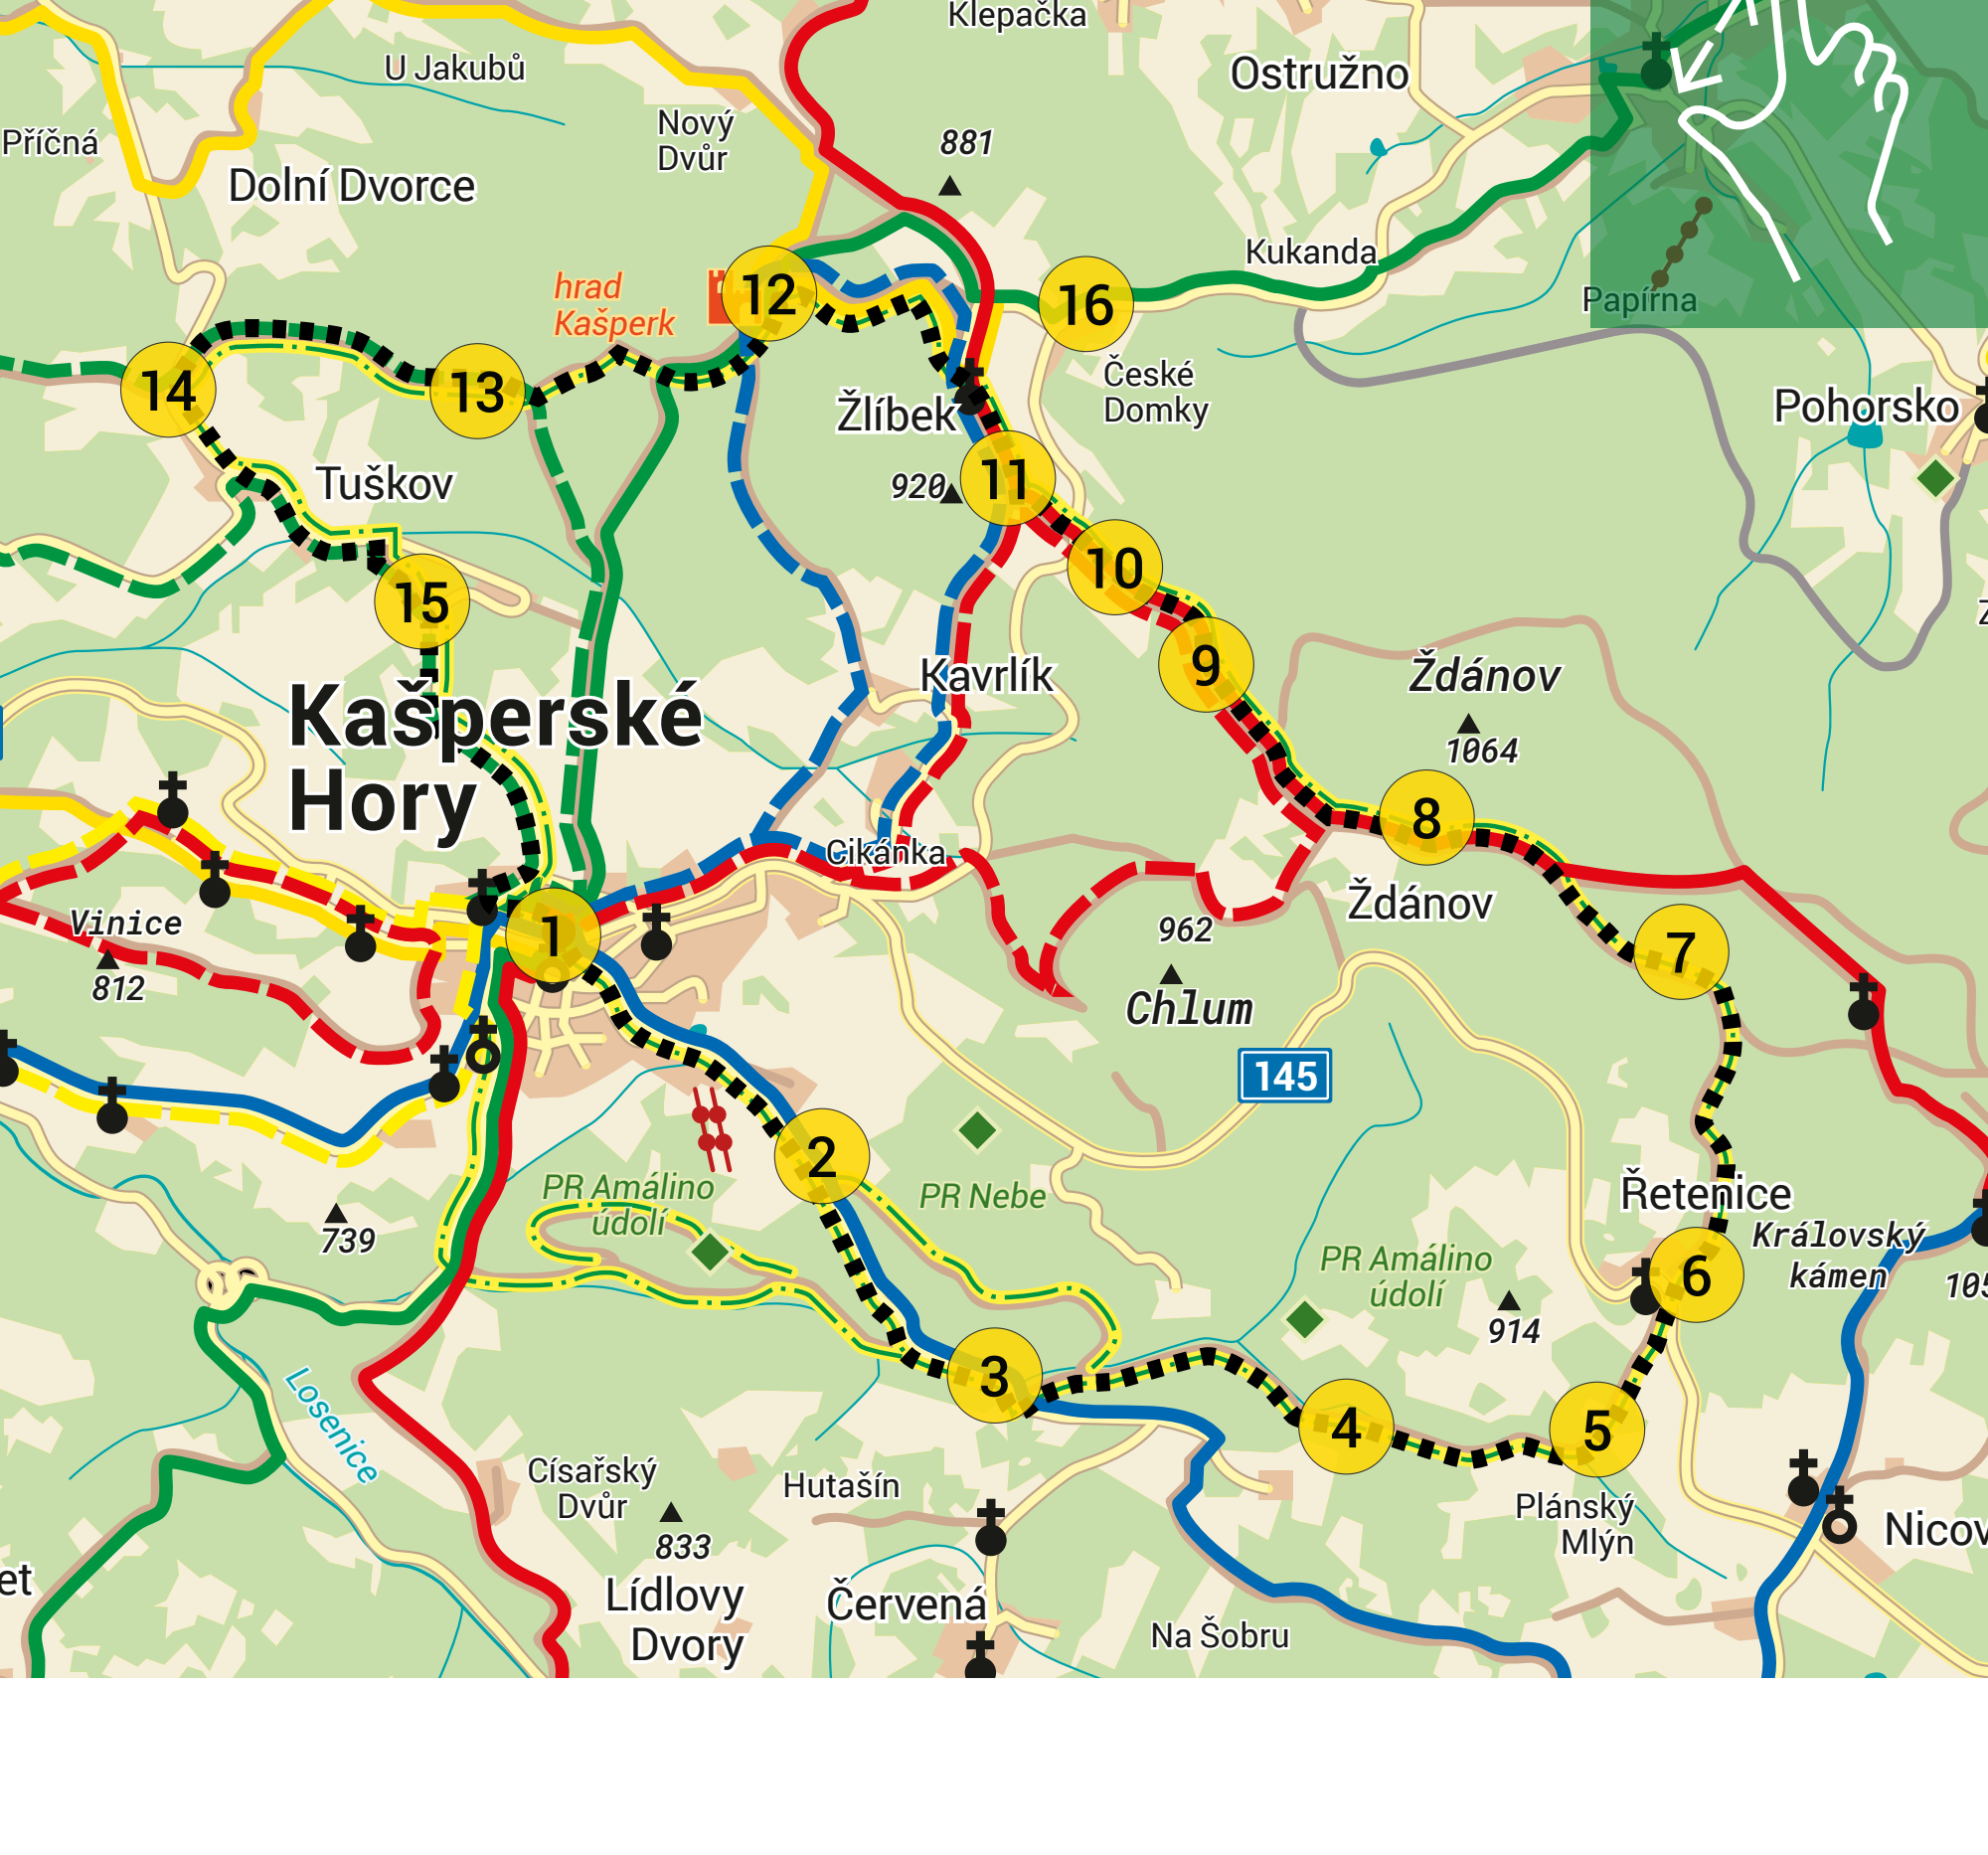 Klepačka
U Jakubů
Ostružno
Nový
Dvůr
881
Příčná
Dolní Dvorce
Kukanda
hrad
Kašperk
12
16
Papírna
14
13
České
Domky
Žlíbek
Pohorsko
Tuškov
920
11
10
15
Kašperské
Hory
Kavrlík
9
Ždánov
1064
8
Cikánka
Ždánov
Vinice
812
1
962
Chlum
7
145
2
PR Amálino
údolí
PR Nebe
739
Řetenice
Královský
kámen
PR Amálino
údolí
914
6
105
3
4
5
Losenice
Císařský
Dvůr
833
Hutašín
Plánský
Mlýn
Nicov
et
Lídlovy
Dvory
Červená
Na Šobru